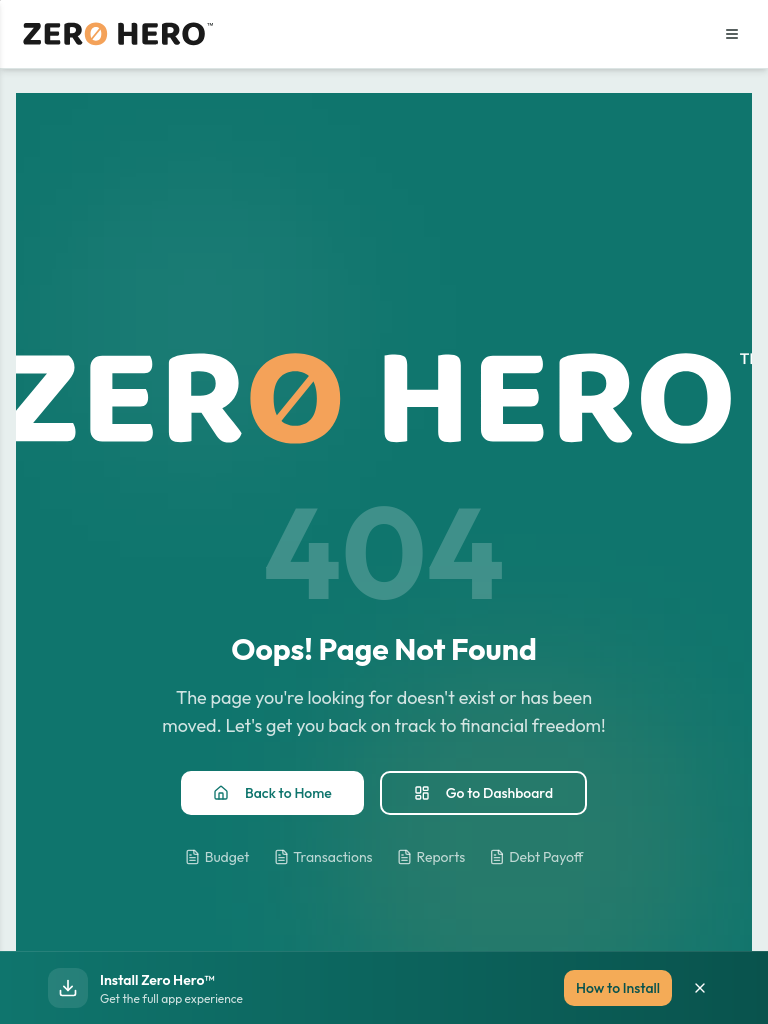 ZERO HERO™
ZERO HERO
404
Oops! Page Not Found
The page you're looking for doesn't exist or has been
moved. Let's get you back on track to financial freedom!
Back to Home Go to Dashboard
Budget Transactions Reports Debt Payoff
Install Zero Hero™
Get the full app experience
How to Install